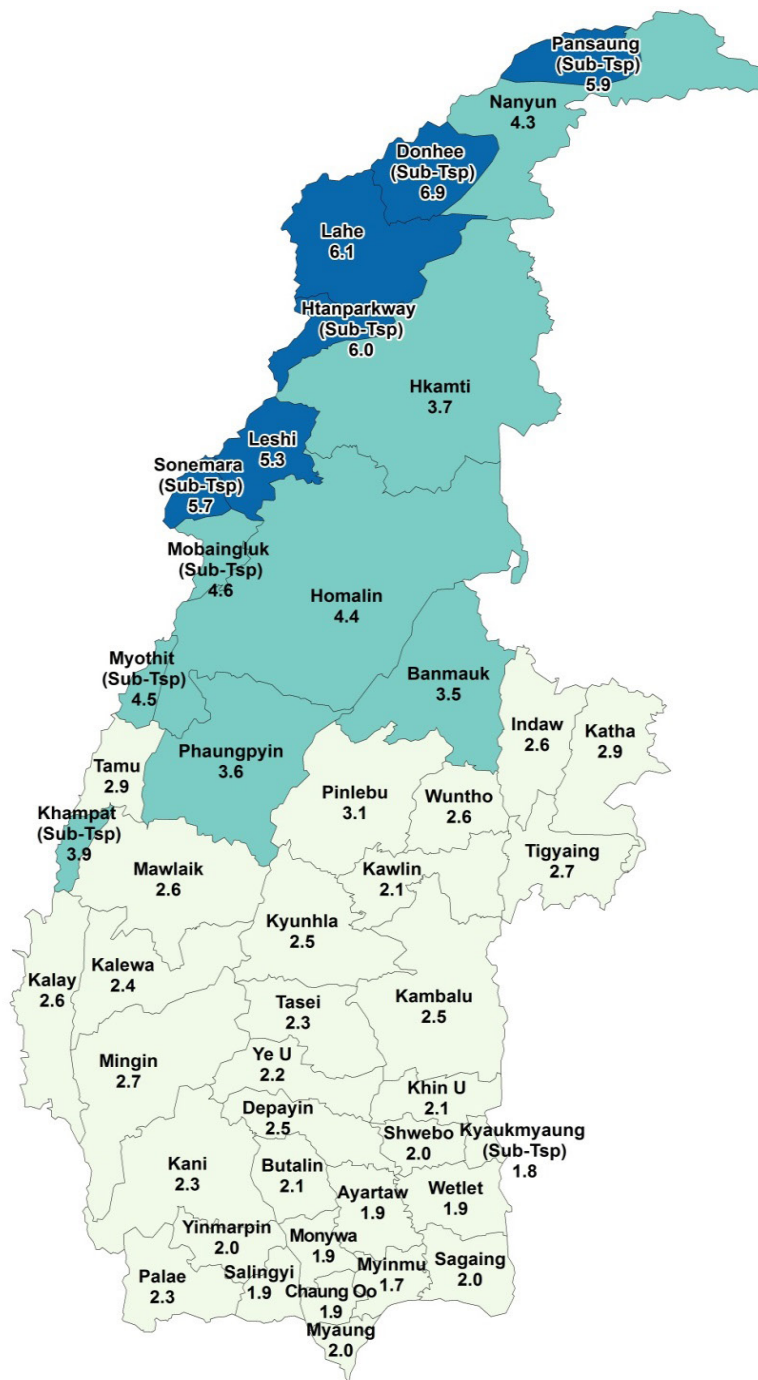 Pansaung
(Sub-Tsp)
5.9
Nanyun
4.3
Donhee
(Sub-Tsp)
6.9
Lahe
6.1
Htanparkway
(Sub-Tsp)
6.0
Hkamti
3.7
Leshi
5.3
Sonemara
(Sub-Tsp)
5.7
Mobaingluk
(Sub-Tsp)
4.6
Homalin
4.4
Myothit
(Sub-Tsp)
4.5
Banmauk
3.5
Indaw
2.6
Katha
2.9
Phaungpyin
3.6
Tamu
2.9
Pinlebu
3.1
Wuntho
2.6
Khampat
(Sub-Tsp)
3.9
Mawlaik
2.6
Kawlin
2.1
Tigyaing
2.7
Kyunhla
2.5
Kalay
2.6
Kalewa
2.4
Kambalu
2.5
Tasei
2.3
Mingin
2.7
Ye U
2.2
Khin U
2.1
Depayin
2.5
Shwebo
2.0
Kyaukmyaung
(Sub-Tsp)
1.8
Kani
2.3
Butalin
2.1
Ayartaw
1.9
Wetlet
1.9
Yinmarpin
2.0
Monywa
1.9
Myinmu
1.7
Sagaing
2.0
Palae
2.3
Salingyi
1.9
Chaung Oo
1.9
Myaung
2.0